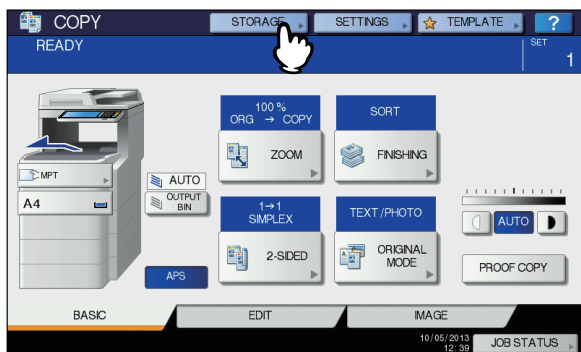 COPY
STORAGE
SETTINGS
TEMPLATE
?
READY
SET
1
100 %
ORG → COPY
SORT
ZOOM
FINISHING
MPT
A4
AUTO
OUTPUT
BIN
1→1
SIMPLEX
TEXT/PHOTO
2-SIDED
ORIGINAL
MODE
AUTO
APS
PROOF COPY
BASIC
EDIT
IMAGE
10/05/2013
12:39
JOB STATUS